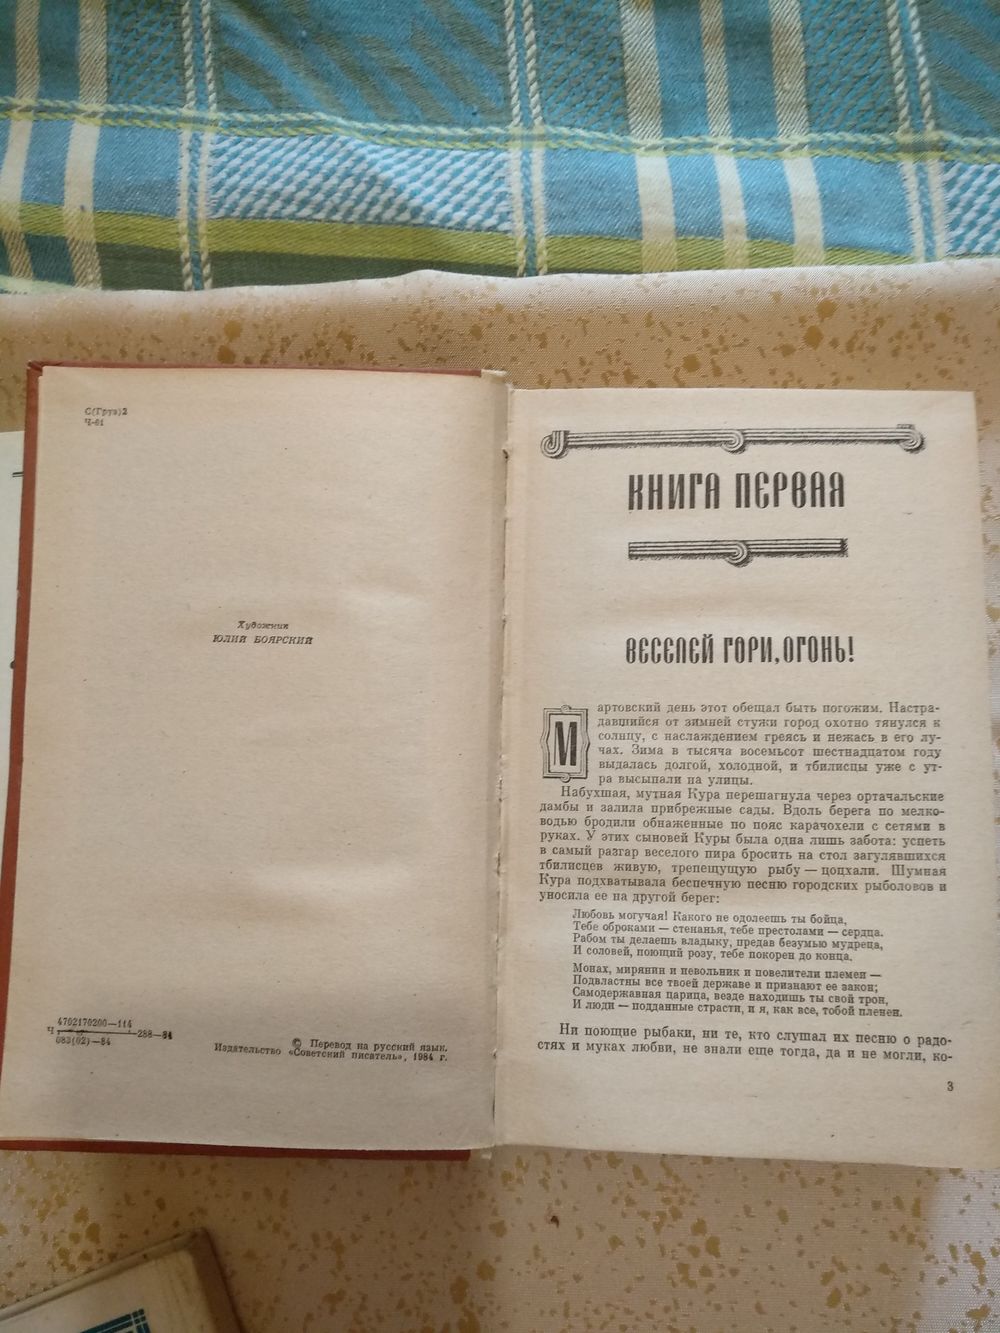 С(Груз)2
Ч-61
Художник
ЮЛИЙ БОЯРСКИЙ
4702170200—114
Ч 288—84
083(02)—84
© Перевод на русский язык.
Издательство «Советский писатель», 1984 г.
КНИГА ПЕРВАЯ
ВЕСЕЛЕЙ ГОРИ, ОГОНЬ!
Мартовский день этот обещал быть погожим. Настра-
давшийся от зимней стужи город охотно тянулся к
солнцу, с наслаждением греясь и нежась в его лу-
чах. Зима в тысяча восемьсот шестнадцатом году
выдалась долгой, холодной, и тбилисцы уже с ут-
ра высыпали на улицы.
Набухшая, мутная Кура перешагнула через ортачальские
дамбы и залила прибрежные сады. Вдоль берега по мелко-
водью бродили обнаженные по пояс карачохели с сетями в
руках. У этих сыновей Куры была одна лишь забота: успеть
в самый разгар веселого пира бросить на стол загулявшихся
тбилисцев живую, трепещущую рыбу — цоцхали. Шумная
Кура подхватывала беспечную песню городских рыболовов и
уносила ее на другой берег:
Любовь могучая! Какого не одолеешь ты бойца,
Тебе оброками — стенанья, тебе престолами — сердца.
Рабом ты делаешь владыку, предав безумью мудреца,
И соловей, поющий розу, тебе покорен до конца.
Монах, мирянин и невольник и повелители племен —
Подвластны все твоей державе и признают ее закон;
Самодержавная царица, везде находишь ты свой трон,
И люди — подданные страсти, и я, как все, тобой пленен.
Ни поющие рыбаки, ни те, кто слушал их песню о радо-
стях и муках любви, не знали еще тогда, да и не могли, ко-
3